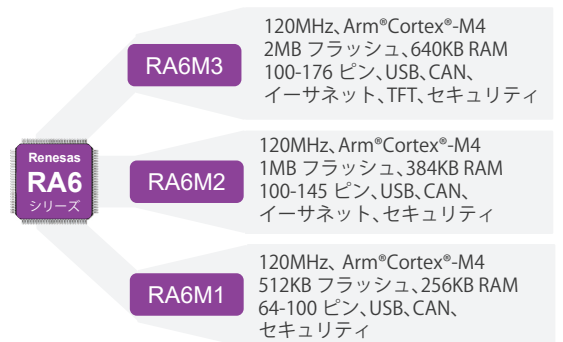 Renesas
RA6
シリーズ
RA6M3
120MHz、Arm®Cortex®-M4
2MB フラッシュ、640KB RAM
100-176 ピン、USB、CAN、
イーサネット、TFT、セキュリティ
RA6M2
120MHz、Arm®Cortex®-M4
1MB フラッシュ、384KB RAM
100-145 ピン、USB、CAN、
イーサネット、セキュリティ
RA6M1
120MHz、 Arm®Cortex®-M4
512KB フラッシュ、256KB RAM
64-100 ピン、USB、CAN、
セキュリティ